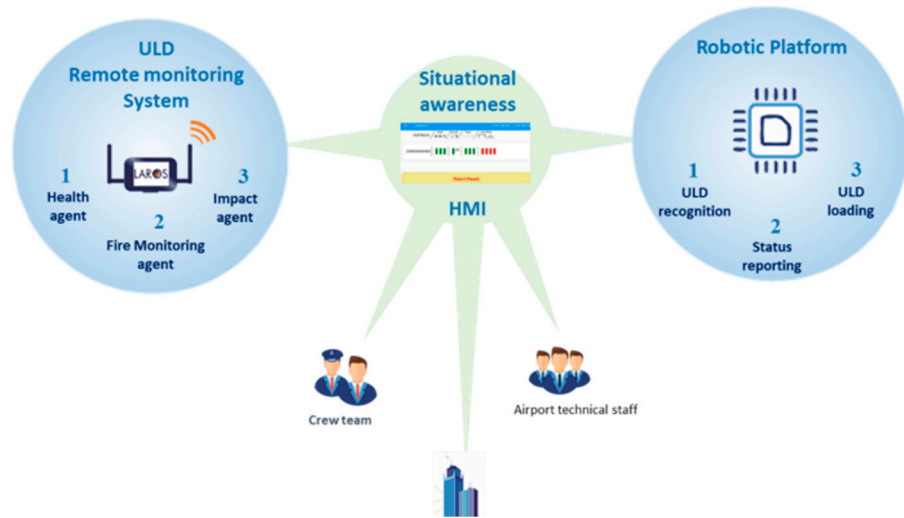 ULD
Remote monitoring
System
LAROS
1
Health
agent
2
Fire Monitoring
agent
3
Impact
agent
Situational
awareness
HMI
Robotic Platform
1
ULD
recognition
2
Status
reporting
3
ULD
loading
Crew team
Airport technical staff